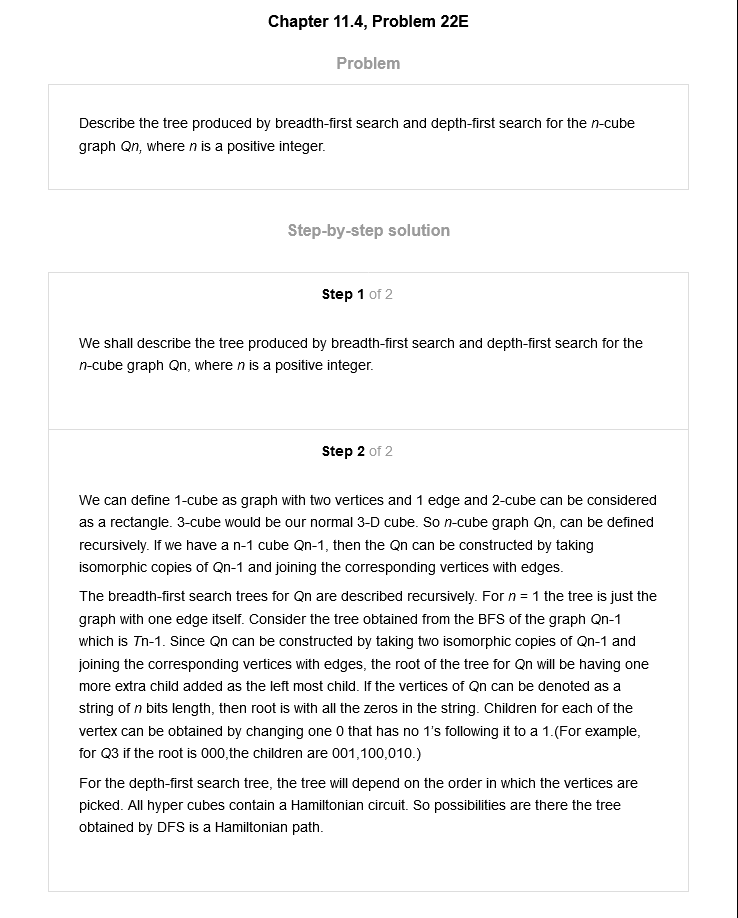 Chapter 11.4, Problem 22E
Problem
Describe the tree produced by breadth-first search and depth-first search for the n-cube
graph Qn, where n is a positive integer.
Step-by-step solution
Step 1 of 2
We shall describe the tree produced by breadth-first search and depth-first search for the
n-cube graph Qn, where n is a positive integer.
Step 2 of 2
We can define 1-cube as graph with two vertices and 1 edge and 2-cube can be considered
as a rectangle. 3-cube would be our normal 3-D cube. So n-cube graph Qn, can be defined
recursively. If we have a n-1 cube Qn-1, then the Qn can be constructed by taking
isomorphic copies of Qn-1 and joining the corresponding vertices with edges.
The breadth-first search trees for Qn are described recursively. For n = 1 the tree is just the
graph with one edge itself. Consider the tree obtained from the BFS of the graph Qn-1
which is Tn-1. Since Qn can be constructed by taking two isomorphic copies of Qn-1 and
joining the corresponding vertices with edges, the root of the tree for Qn will be having one
more extra child added as the left most child. If the vertices of Qn can be denoted as a
string of n bits length, then root is with all the zeros in the string. Children for each of the
vertex can be obtained by changing one 0 that has no 1's following it to a 1.(For example,
for Q3 if the root is 000,the children are 001,100,010.)
For the depth-first search tree, the tree will depend on the order in which the vertices are
picked. All hyper cubes contain a Hamiltonian circuit. So possibilities are there the tree
obtained by DFS is a Hamiltonian path.